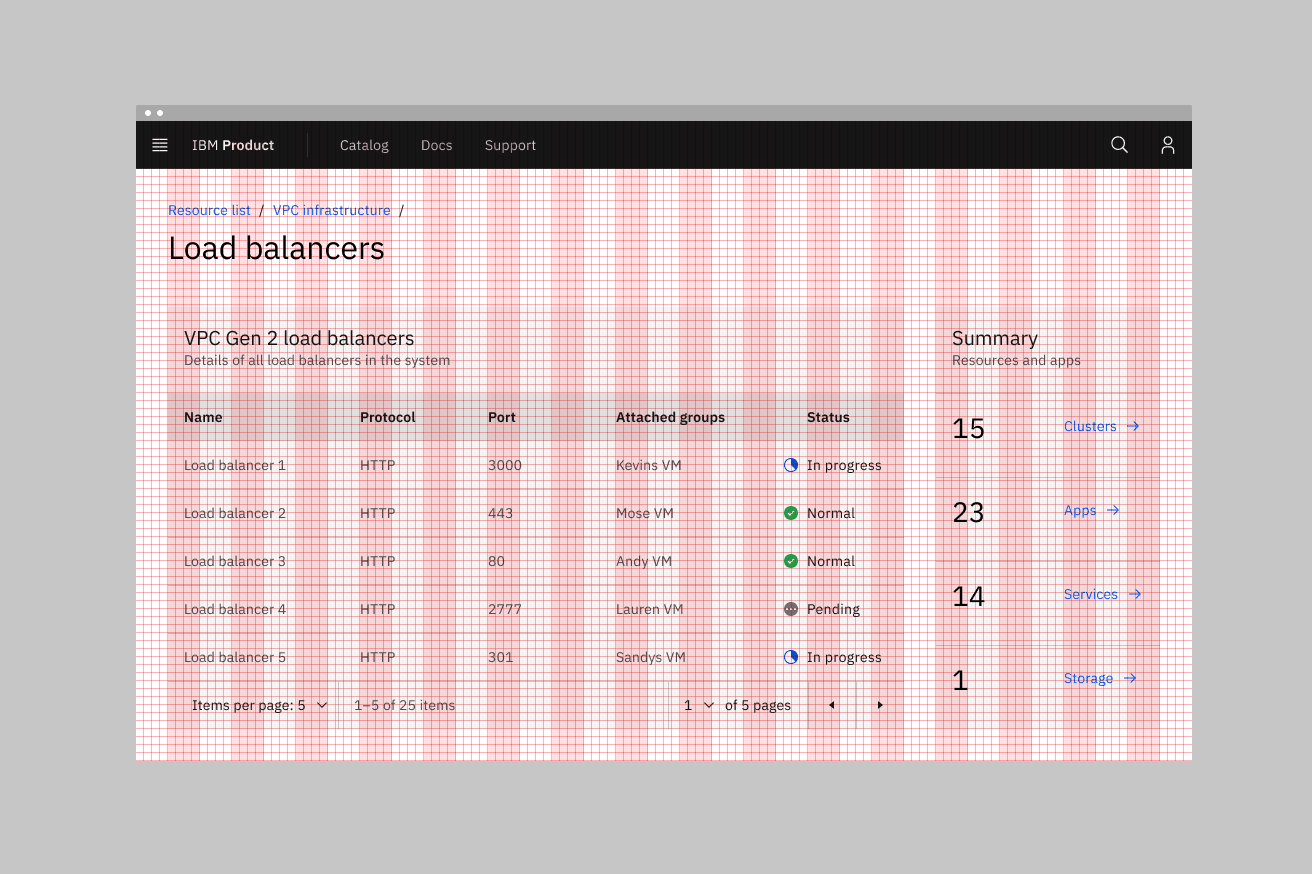 IBM Product Catalog Docs Support
Resource list / VPC infrastructure /
Load balancers
VPC Gen 2 load balancers
Details of all load balancers in the system
Name Protocol Port Attached groups Status
Load balancer 1 HTTP 3000 Kevins VM In progress
Load balancer 2 HTTP 443 Mose VM Normal
Load balancer 3 HTTP 80 Andy VM Normal
Load balancer 4 HTTP 2777 Lauren VM Pending
Load balancer 5 HTTP 301 Sandys VM In progress
Items per page: 5 1–5 of 25 items 1 of 5 pages
Summary
Resources and apps
15 Clusters
23 Apps
14 Services
1 Storage